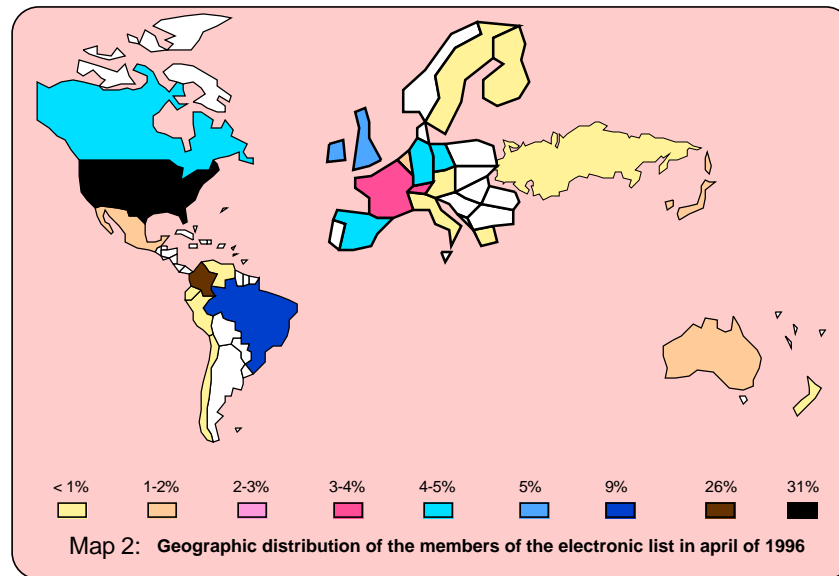 < 1% 1-2% 2-3% 3-4% 4-5% 5% 9% 26% 31%
Map 2: Geographic distribution of the members of the electronic list in april of 1996